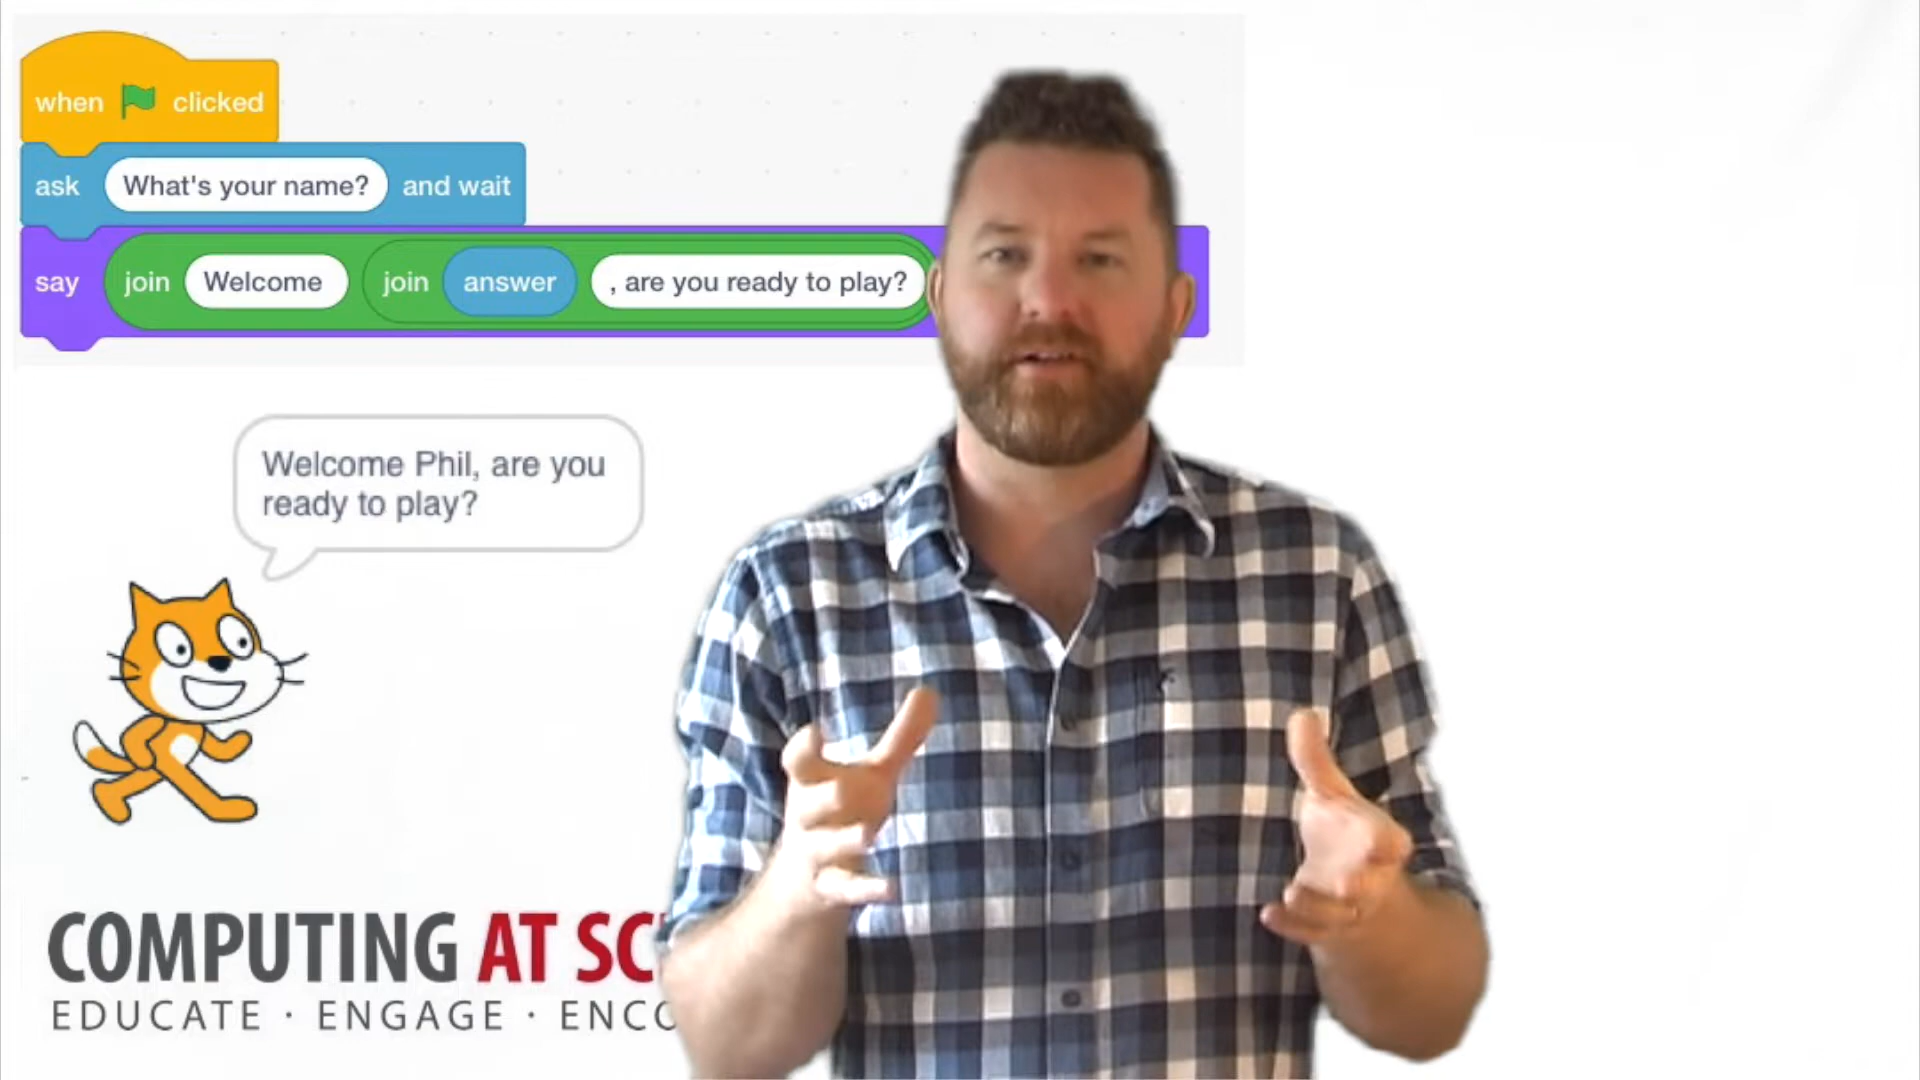 when clicked
ask What's your name? and wait
say join Welcome join answer , are you ready to play?
Welcome Phil, are you
ready to play?
COMPUTING AT SC
EDUCATE · ENGAGE · ENCO